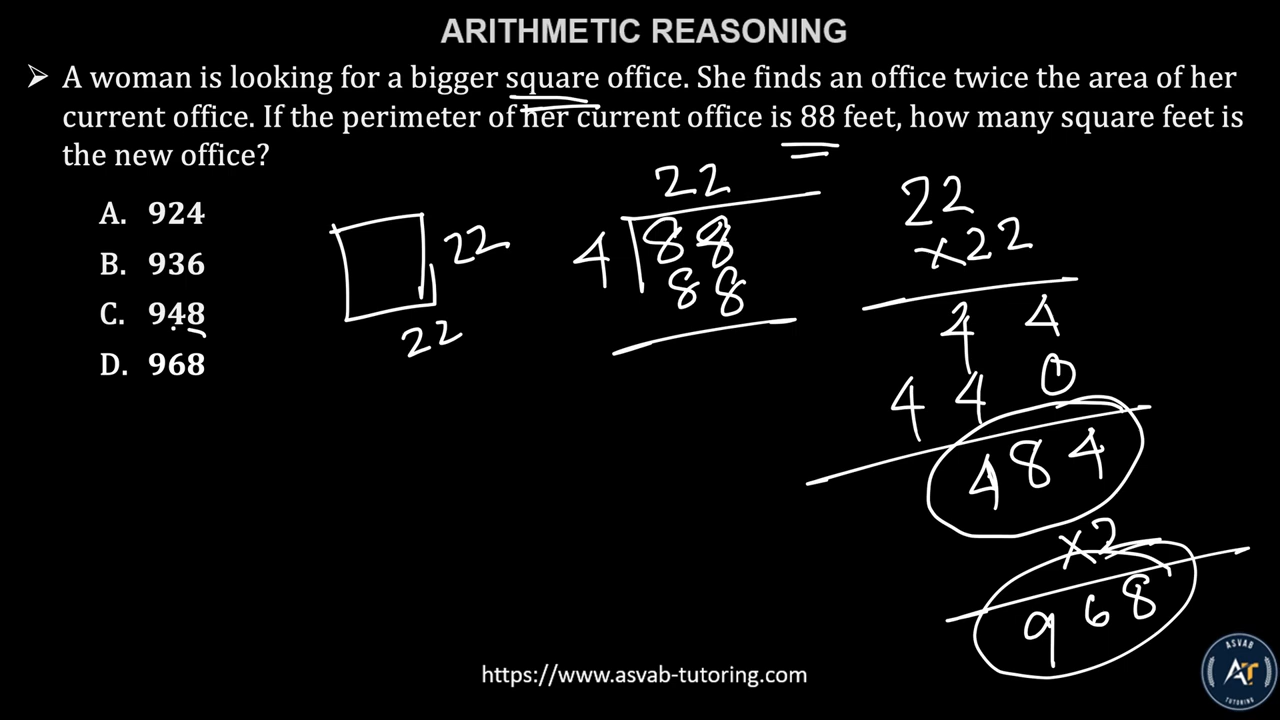 ARITHMETIC REASONING
➢ A woman is looking for a bigger square office. She finds an office twice the area of her
current office. If the perimeter of her current office is 88 feet, how many square feet is
the new office?
A. 924
B. 936
C. 948
D. 968
22
22
22
4 88
88
22
×22
44
440
484
×2
968
https://www.asvab-tutoring.com
ASVAB
AT